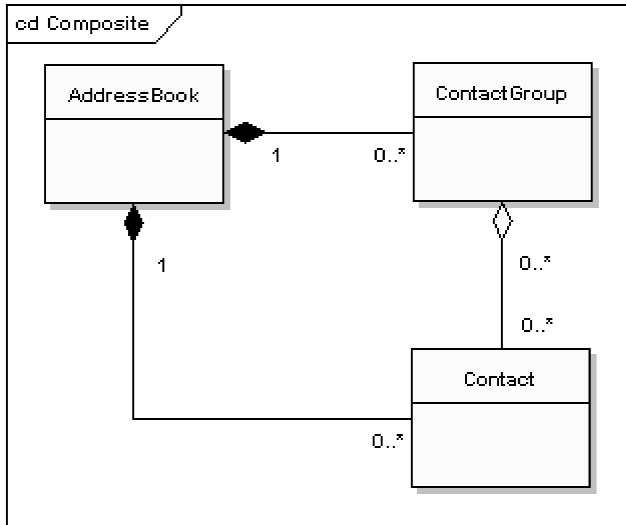 cd Composite
AddressBook
ContactGroup
1
0..*
1
0..*
0..*
Contact
0..*